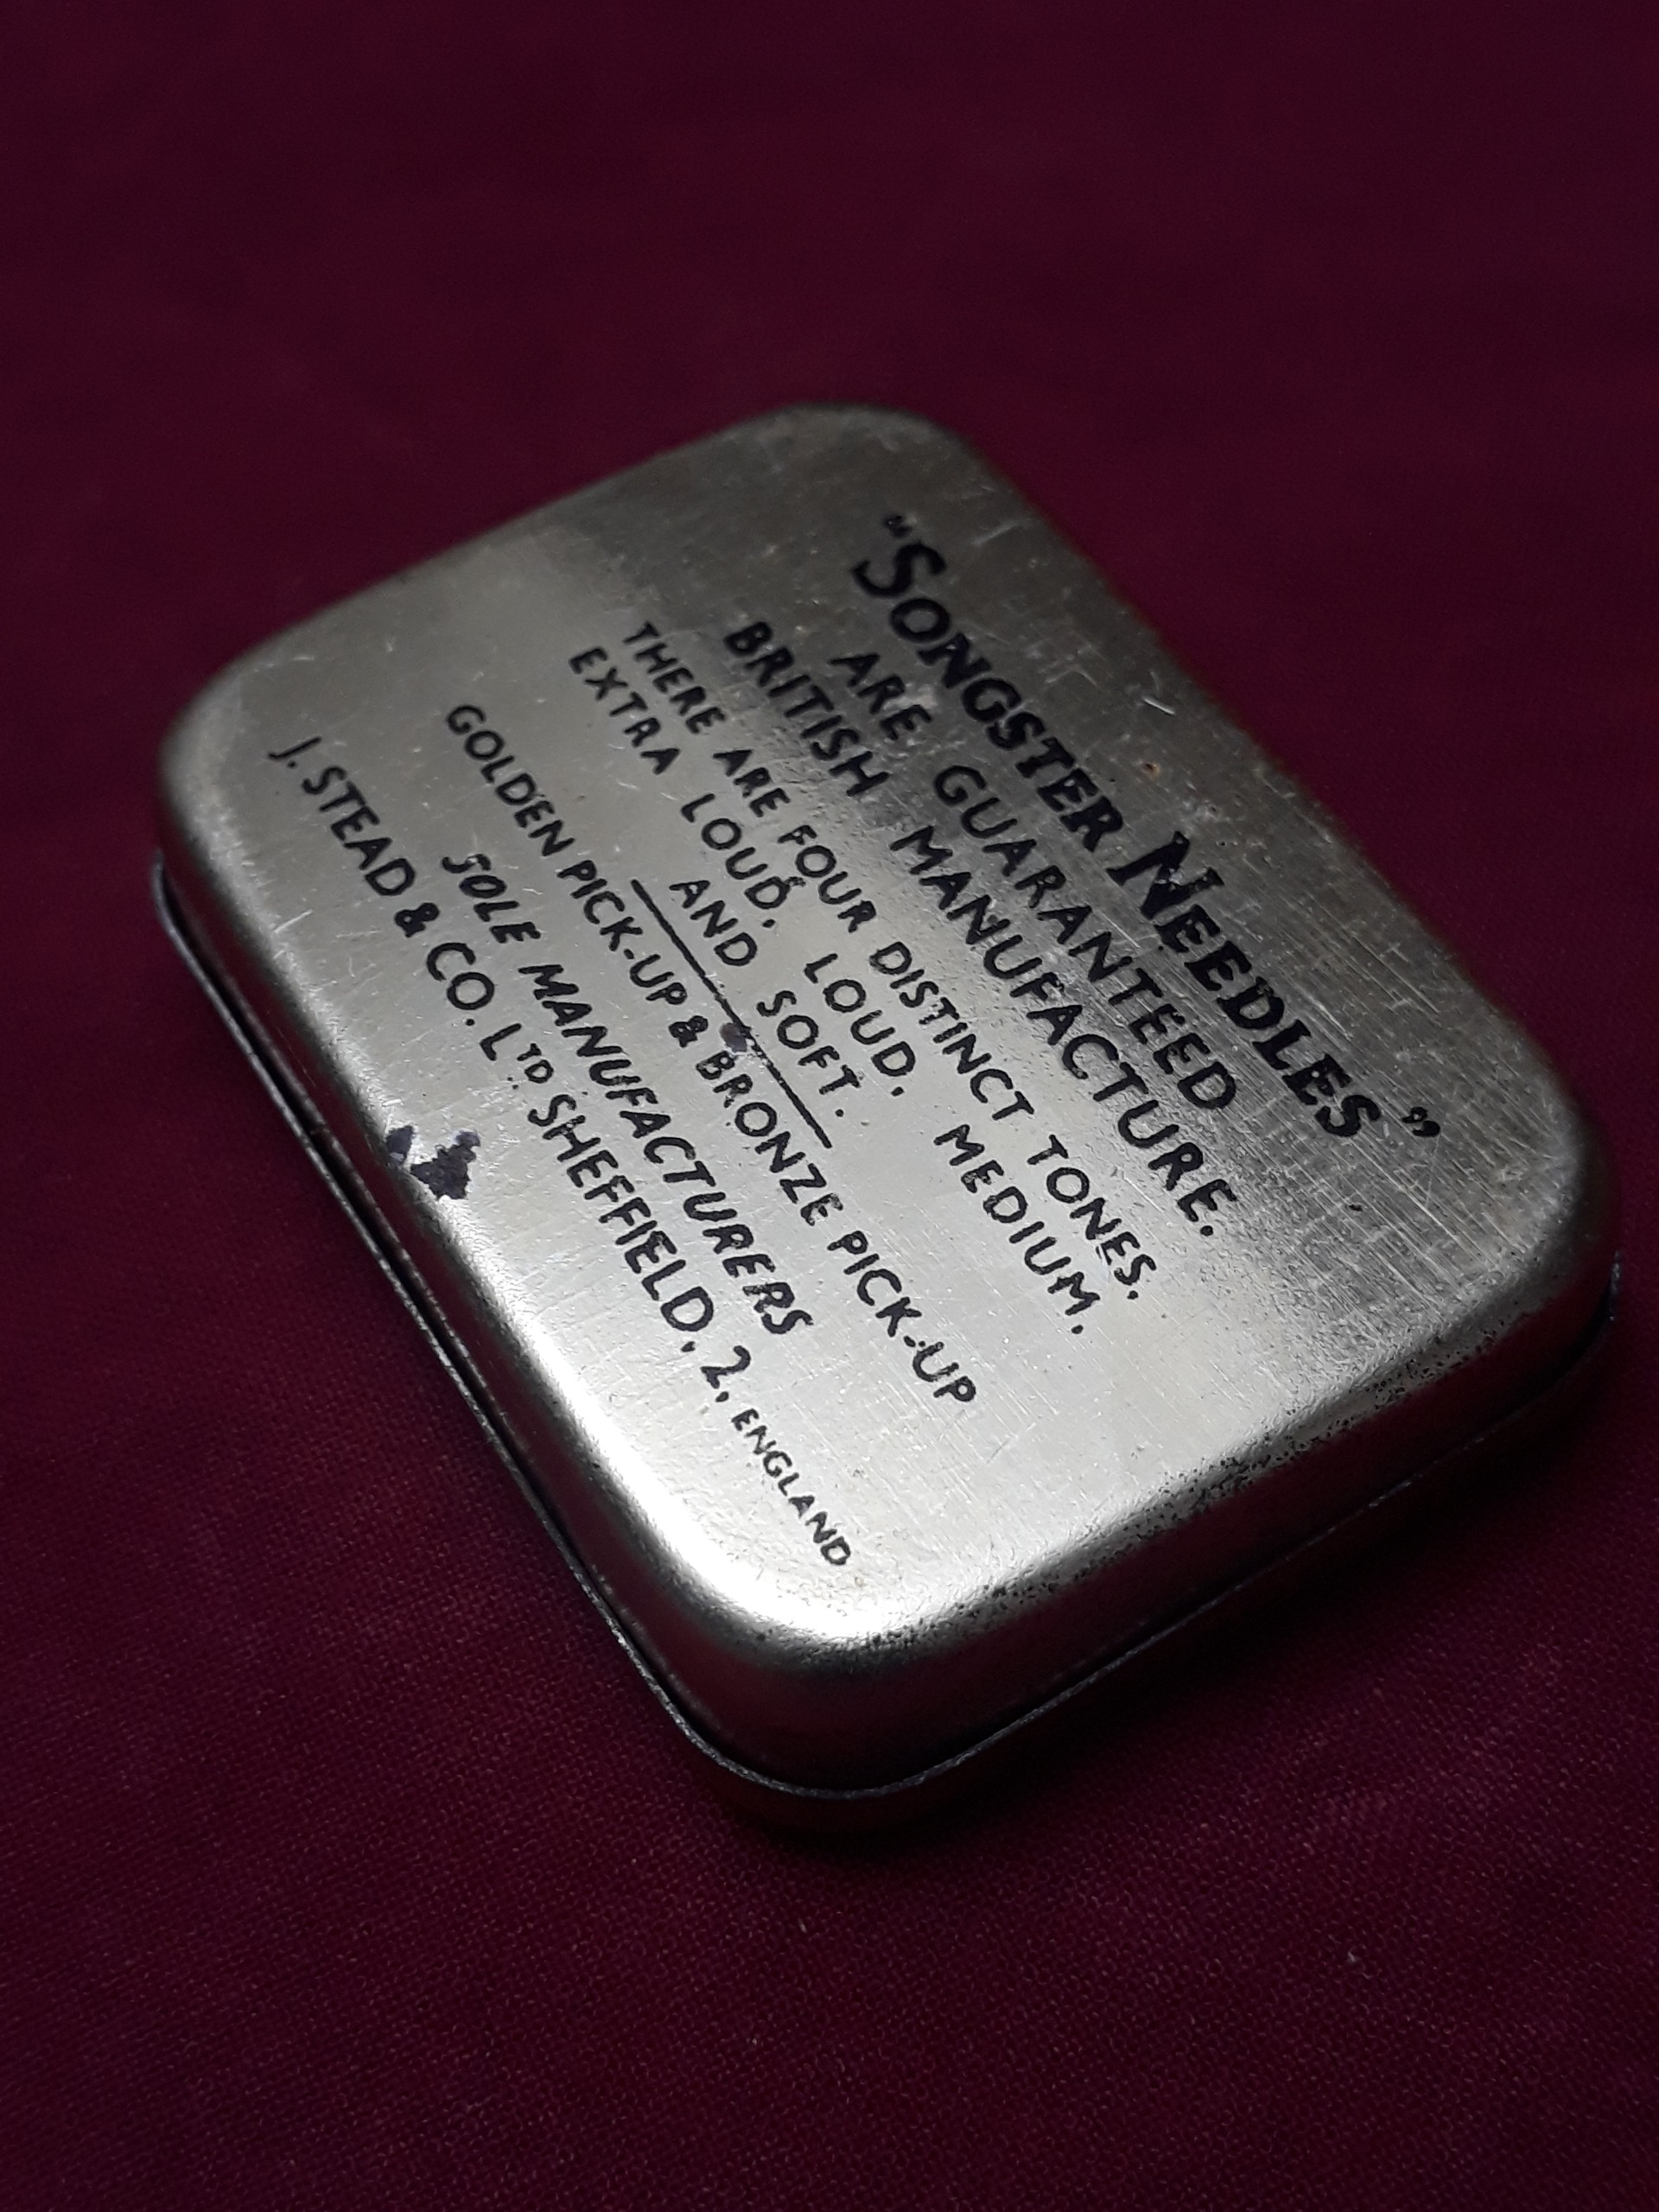 "SONGSTER NEEDLES"
ARE GUARANTEED
BRITISH MANUFACTURE.
THERE ARE FOUR DISTINCT TONES.
EXTRA LOUD, LOUD, MEDIUM,
AND SOFT.
GOLDEN PICK-UP & BRONZE PICK-UP
SOLE MANUFACTURERS
J. STEAD & CO. LTD SHEFFIELD, 2, ENGLAND